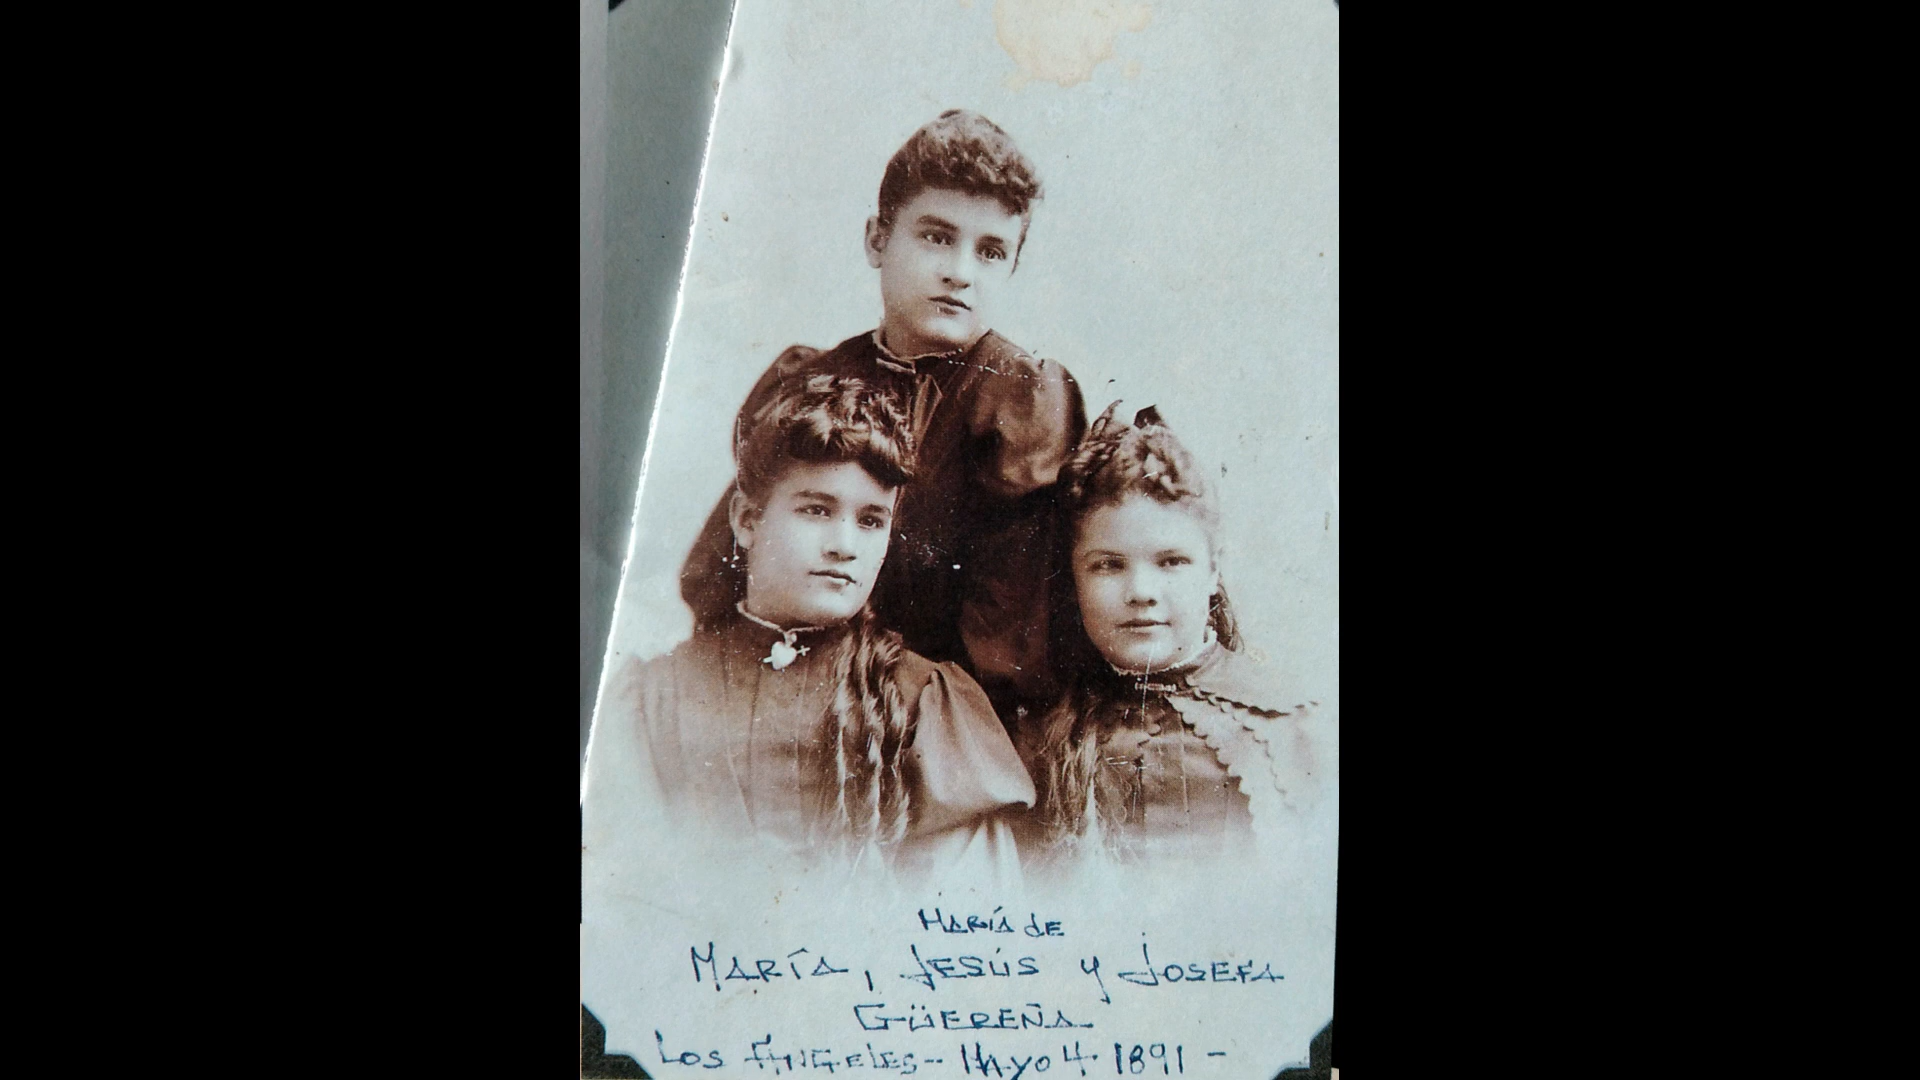 María de
María, Jesús y Josefa
Güereña
Los Angeles - Mayo 4 1891 -